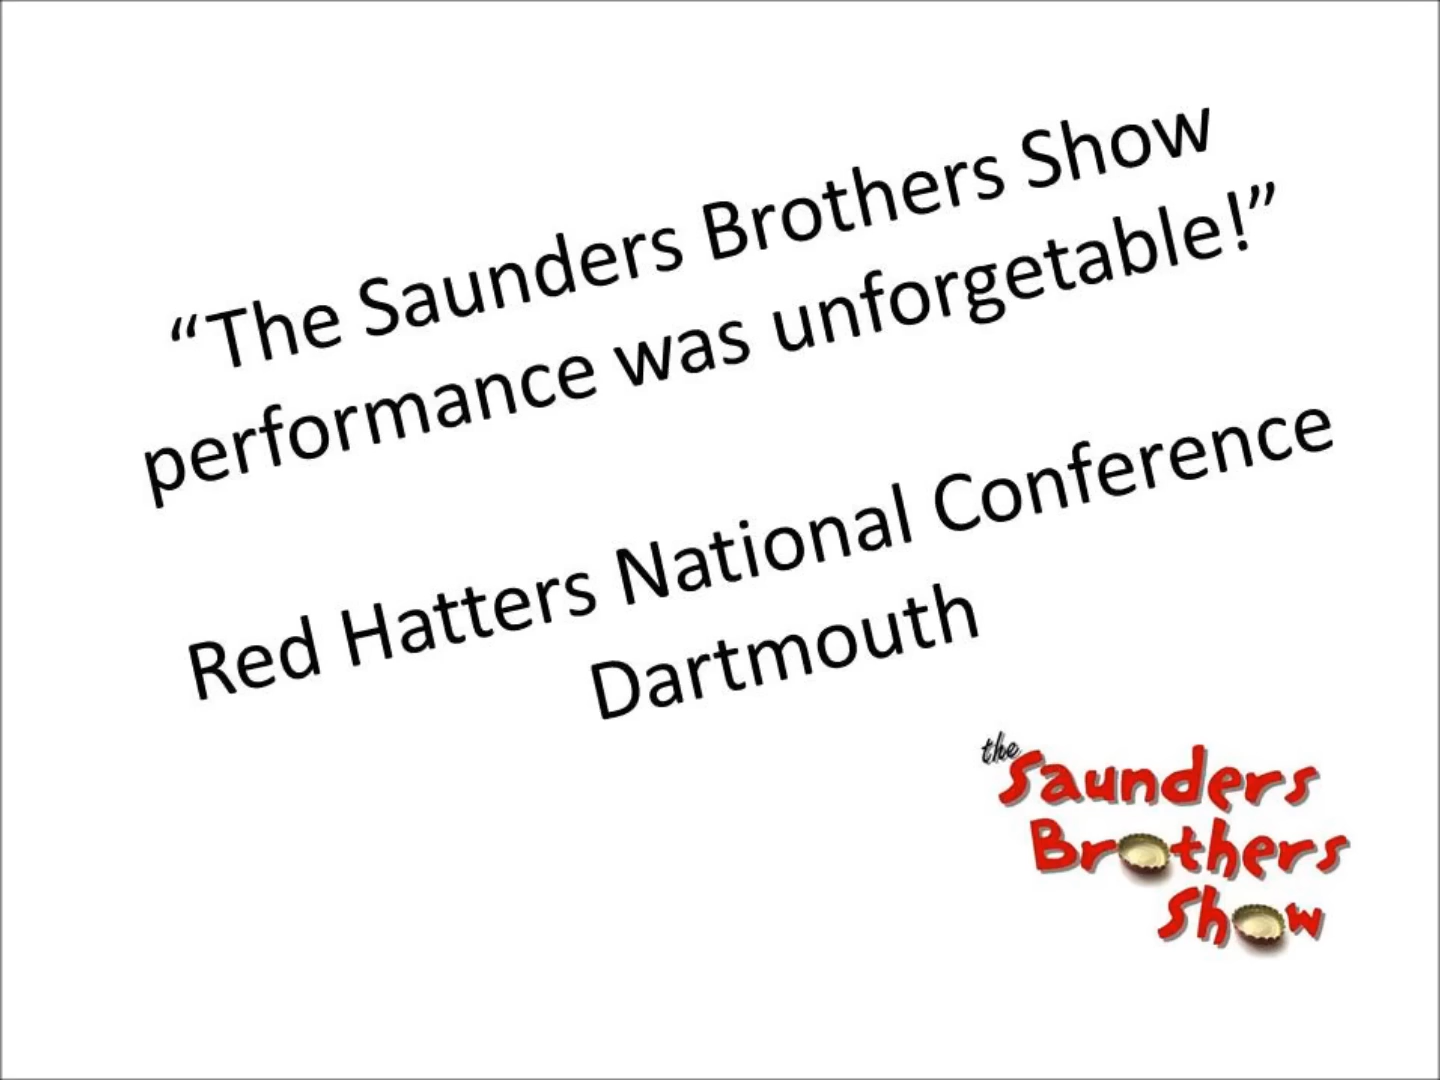 “The Saunders Brothers Show
performance was unforgetable!”
Red Hatters National Conference
Dartmouth
the
Saunders
Brothers
Show